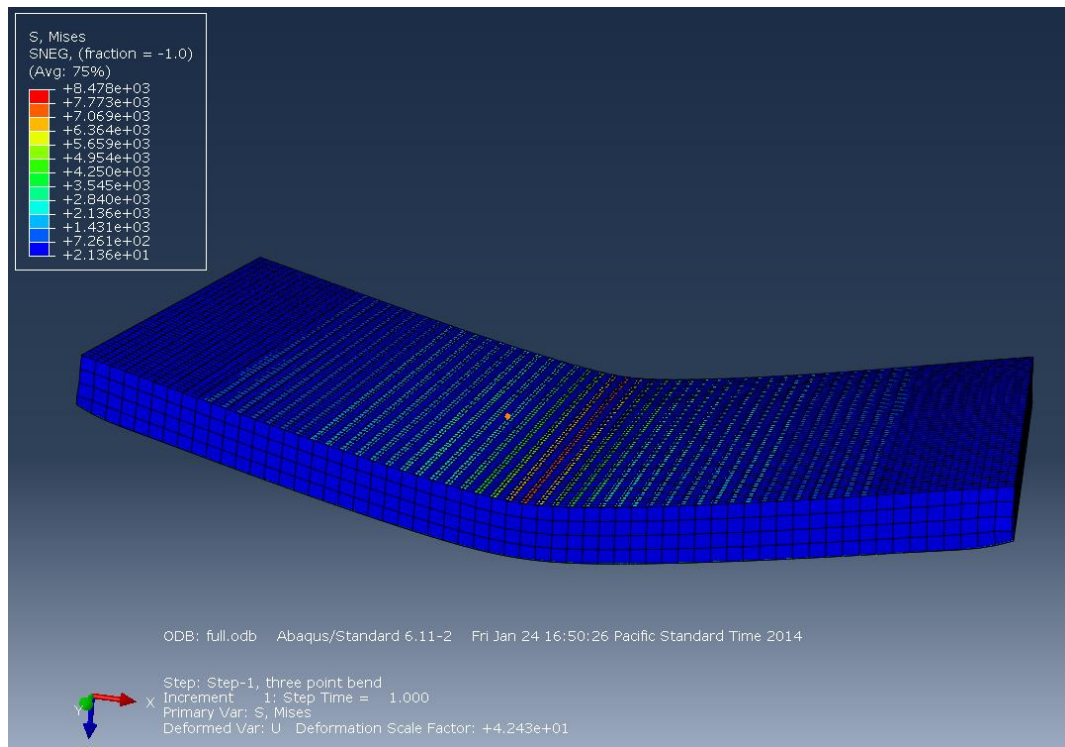 S, Mises
SNEG, (fraction = -1.0)
(Avg: 75%)
+8.478e+03
+7.773e+03
+7.069e+03
+6.364e+03
+5.659e+03
+4.954e+03
+4.250e+03
+3.545e+03
+2.840e+03
+2.136e+03
+1.431e+03
+7.261e+02
+2.136e+01
ODB: full.odb Abaqus/Standard 6.11-2 Fri Jan 24 16:50:26 Pacific Standard Time 2014
Step: Step-1, three point bend
Increment 1: Step Time = 1.000
Primary Var: S, Mises
Deformed Var: U Deformation Scale Factor: +4.243e+01
Y
X